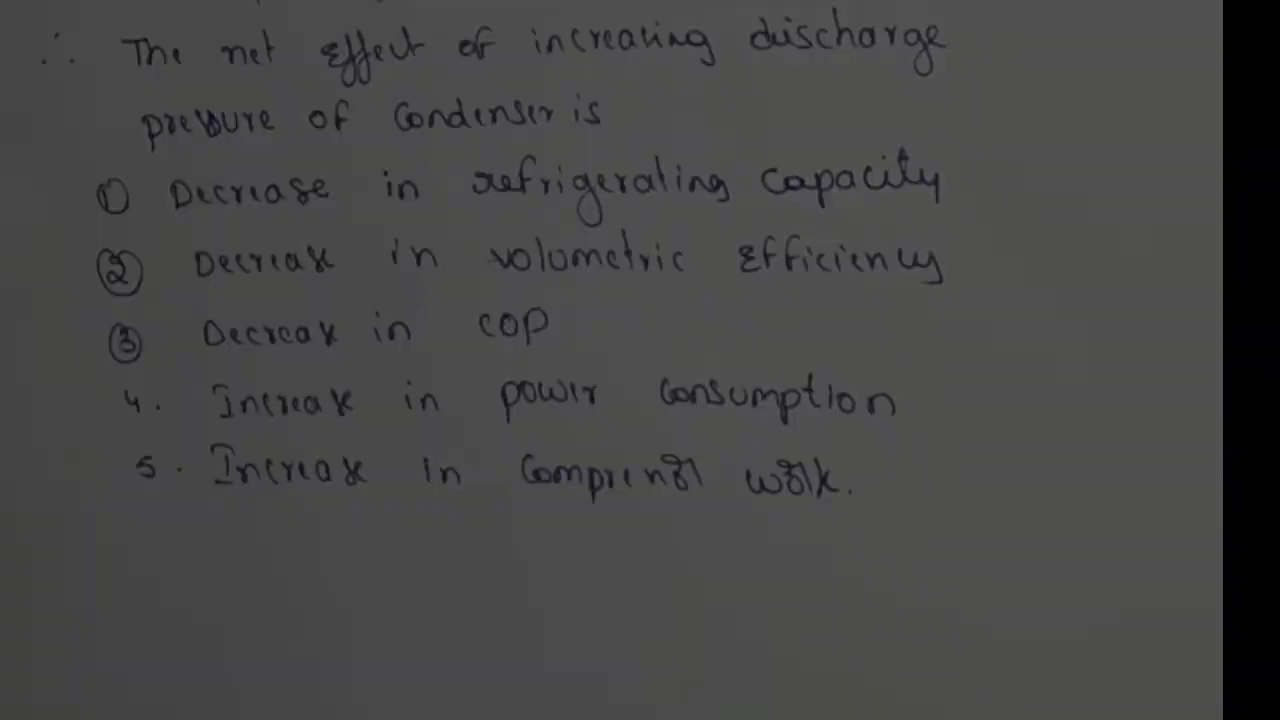 ∴ The net effect of increasing discharge
pressure of Condenser is
① Decrease in refrigerating capacity
② Decrease in volumetric Efficiency
③ Decrease in COP
4. Increase in power Consumption
5. Increase in Compressor work.